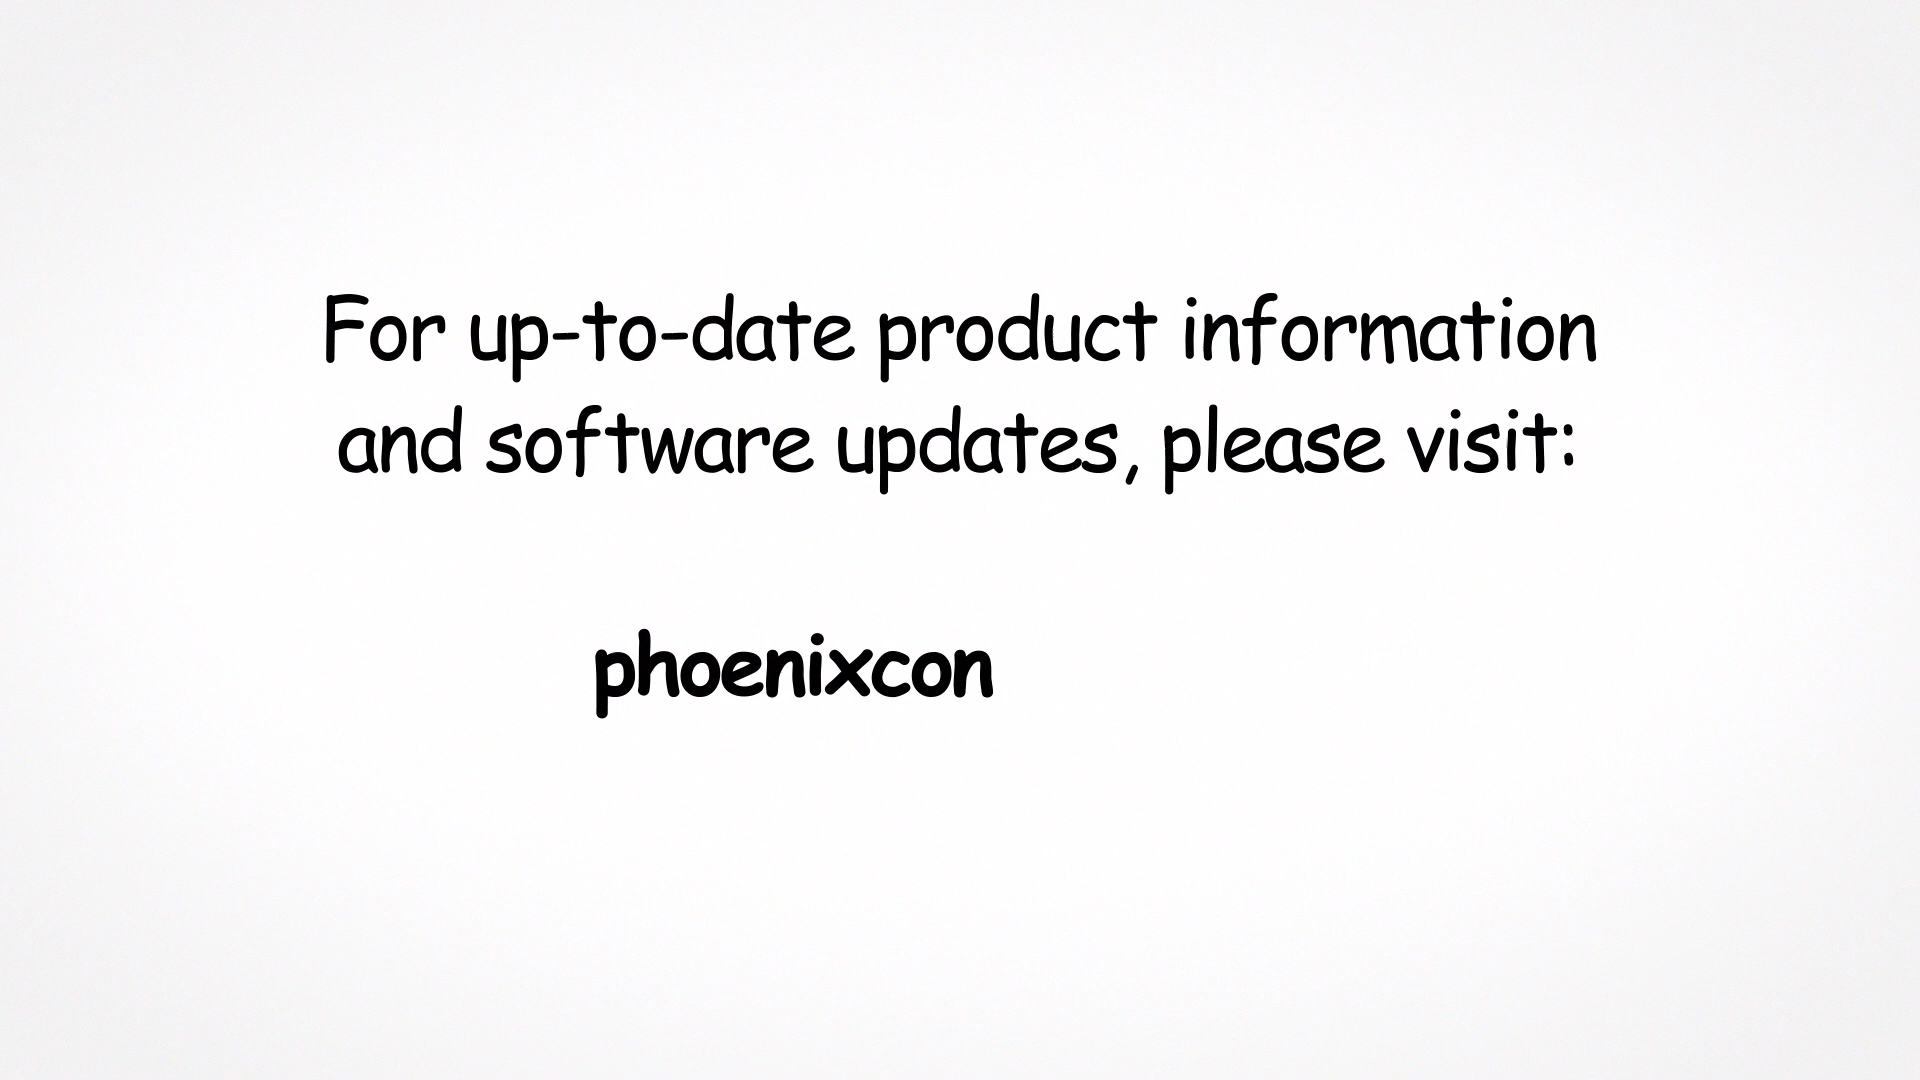 For up-to-date product information
and software updates, please visit:
phoenixcon